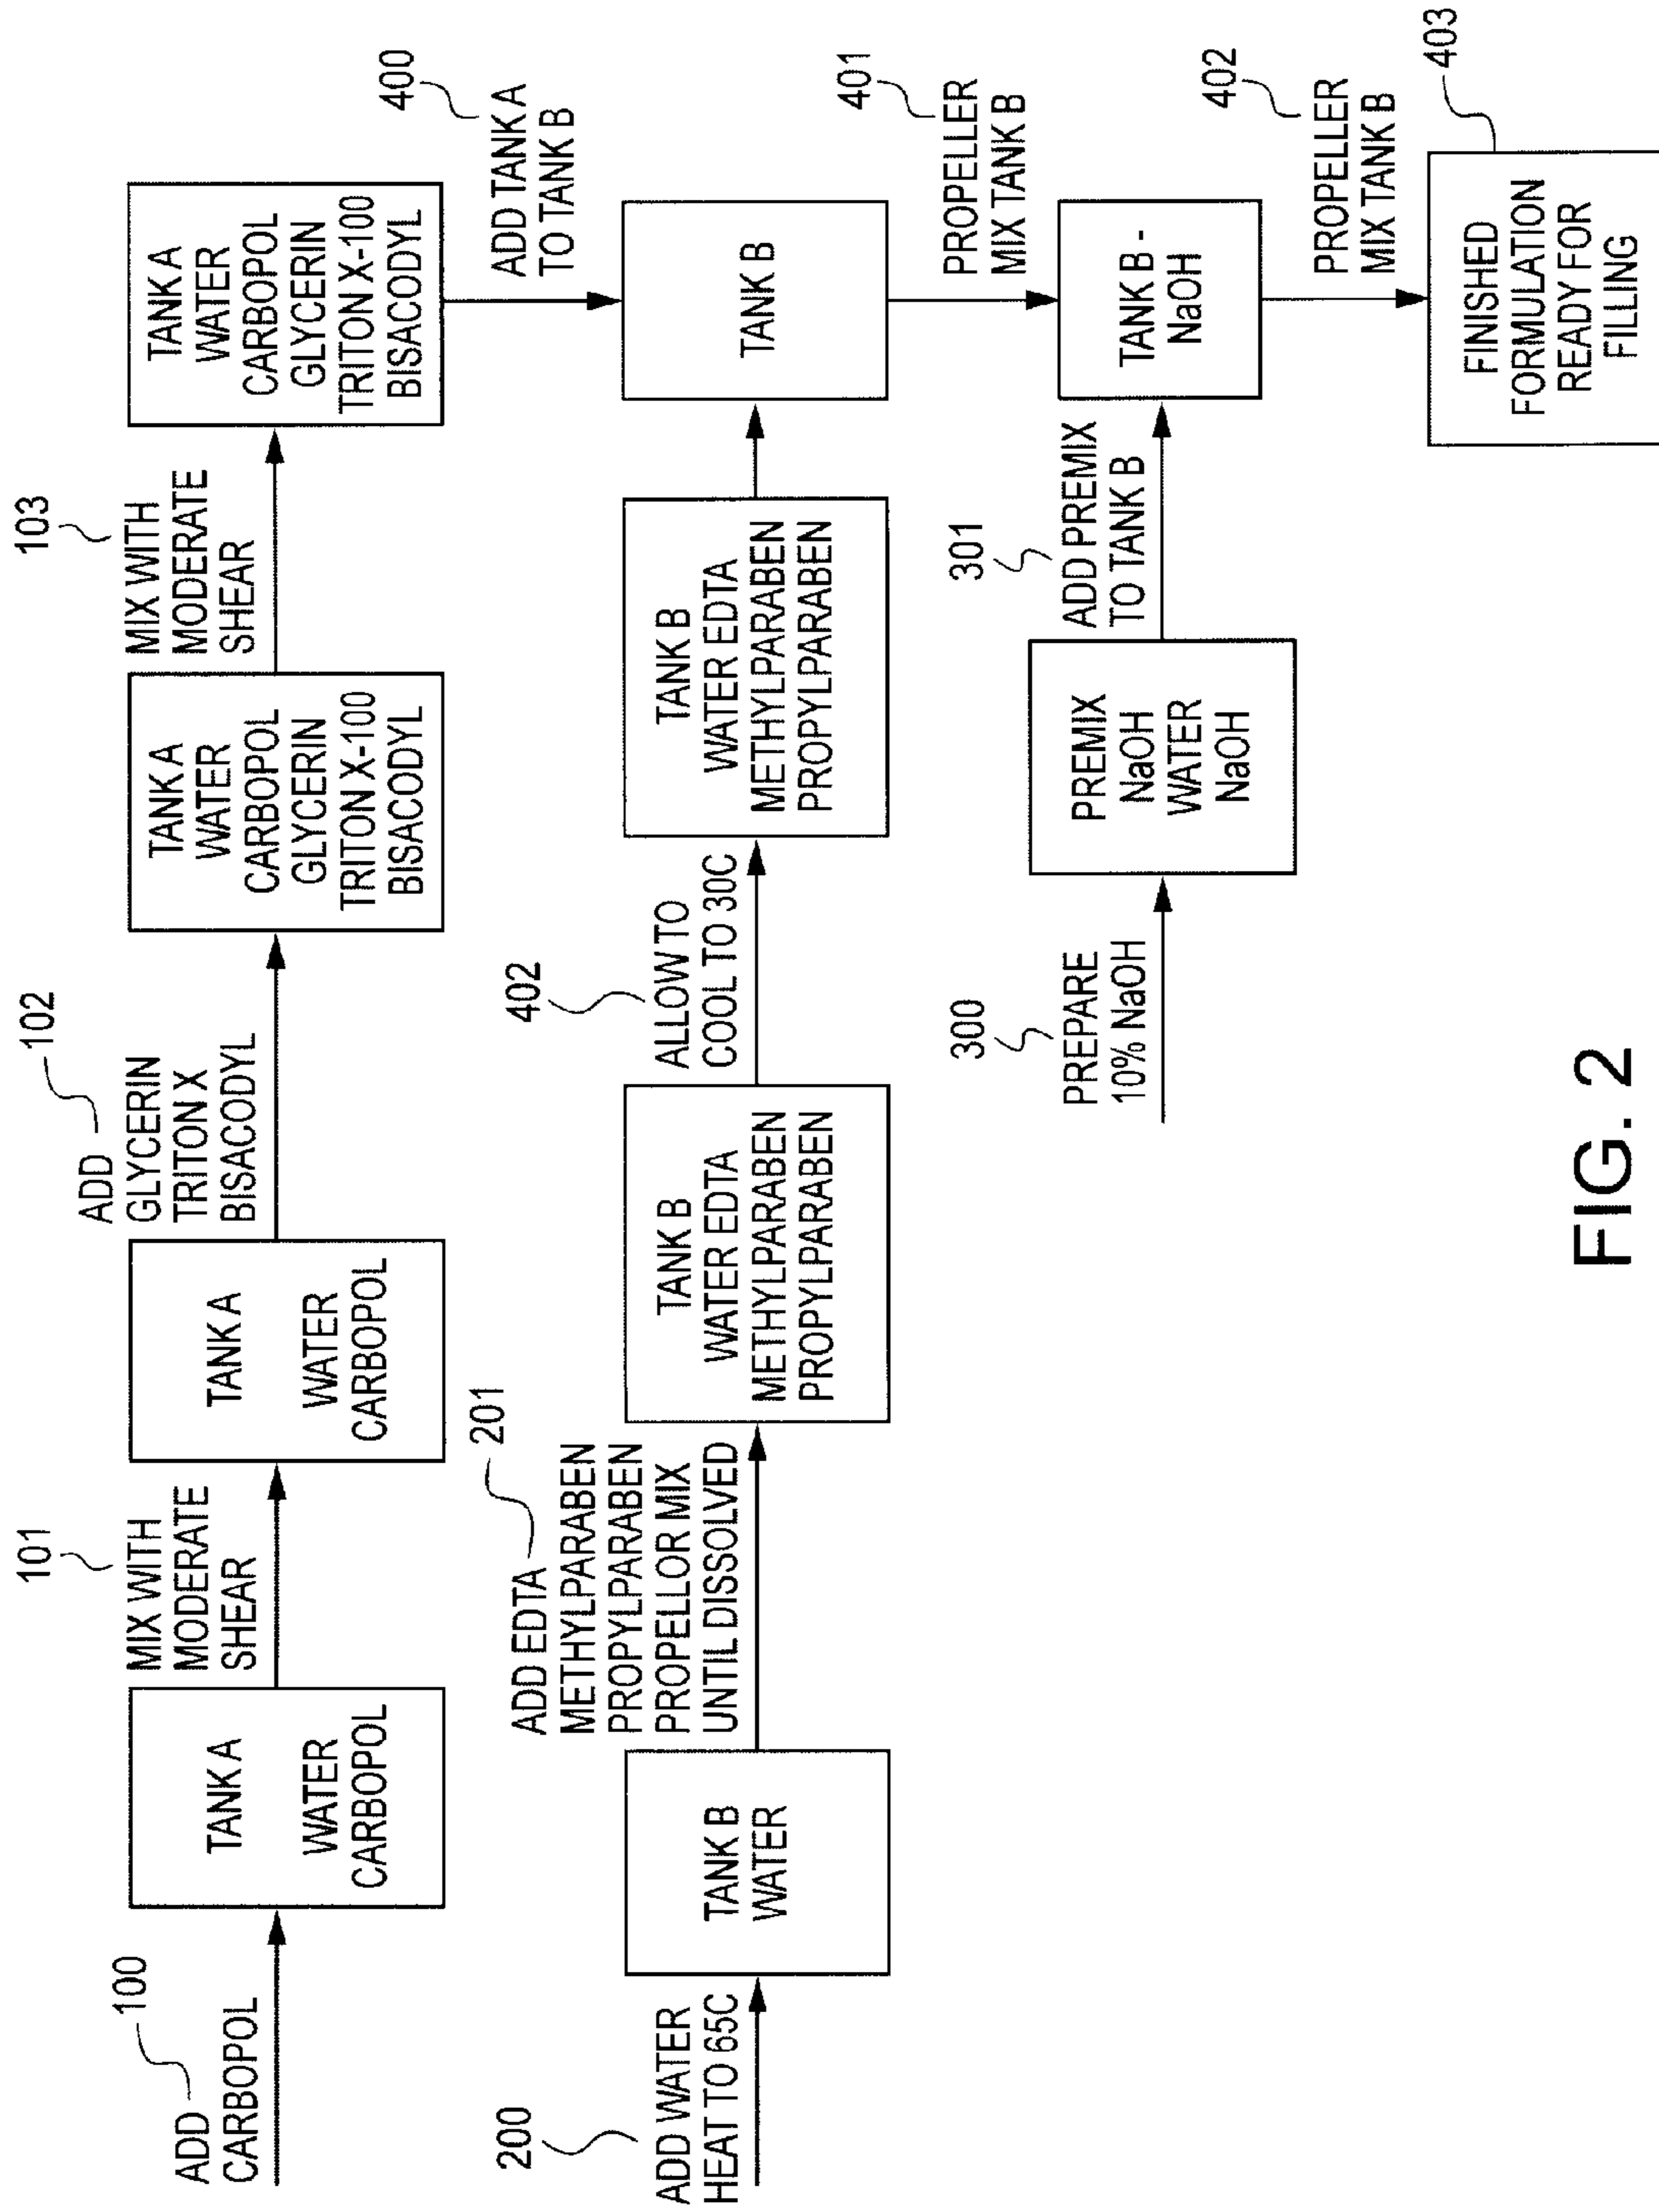 100
ADD
CARBOPOL
TANK A
WATER
CARBOPOL
101
MIX WITH
MODERATE
SHEAR
TANK A
WATER
CARBOPOL
102
ADD
GLYCERIN
TRITON X
BISACODYL
TANK A
WATER
CARBOPOL
GLYCERIN
TRITON X-100
BISACODYL
103
MIX WITH
MODERATE
SHEAR
TANK A
WATER
CARBOPOL
GLYCERIN
TRITON X-100
BISACODYL
400
ADD TANK A
TO TANK B
200
ADD WATER
HEAT TO 65C
TANK B
WATER
201
ADD EDTA
METHYLPARABEN
PROPYLPARABEN
PROPELLOR MIX
UNTIL DISSOLVED
TANK B
WATER EDTA
METHYLPARABEN
PROPYLPARABEN
402
ALLOW TO
COOL TO 30C
TANK B
WATER EDTA
METHYLPARABEN
PROPYLPARABEN
TANK B
401
PROPELLER
MIX TANK B
300
PREPARE
10% NaOH
PREMIX
NaOH
WATER
NaOH
301
ADD PREMIX
TO TANK B
TANK B -
NaOH
402
PROPELLER
MIX TANK B
403
FINISHED
FORMULATION
READY FOR
FILLING
FIG. 2